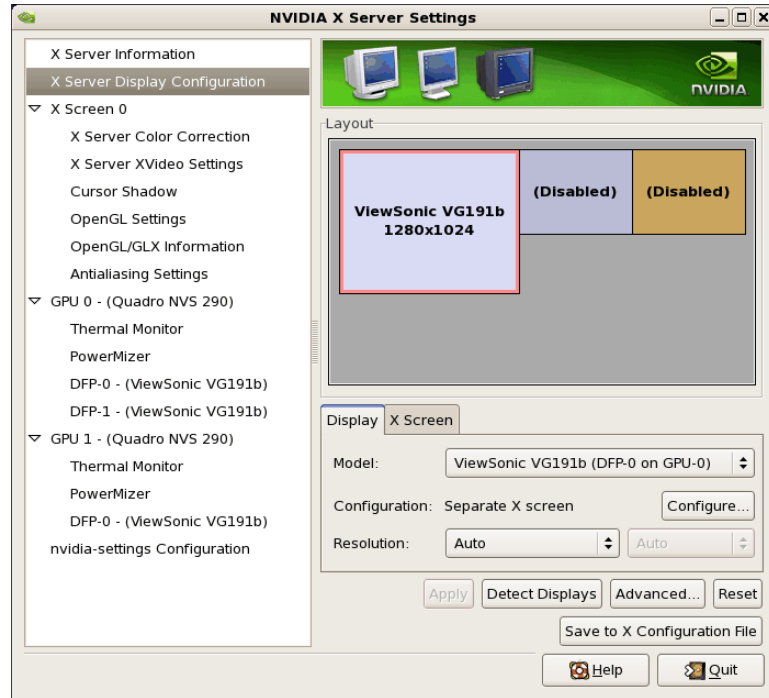 NVIDIA X Server Settings
X Server Information
X Server Display Configuration
X Screen 0
X Server Color Correction
X Server XVideo Settings
Cursor Shadow
OpenGL Settings
OpenGL/GLX Information
Antialiasing Settings
GPU 0 - (Quadro NVS 290)
Thermal Monitor
PowerMizer
DFP-0 - (ViewSonic VG191b)
DFP-1 - (ViewSonic VG191b)
GPU 1 - (Quadro NVS 290)
Thermal Monitor
PowerMizer
DFP-0 - (ViewSonic VG191b)
nvidia-settings Configuration
NVIDIA
Layout
ViewSonic VG191b
1280x1024
(Disabled)
(Disabled)
Display
X Screen
Model: ViewSonic VG191b (DFP-0 on GPU-0)
Configuration: Separate X screen Configure...
Resolution: Auto Auto
Apply Detect Displays Advanced... Reset
Save to X Configuration File
Help Quit